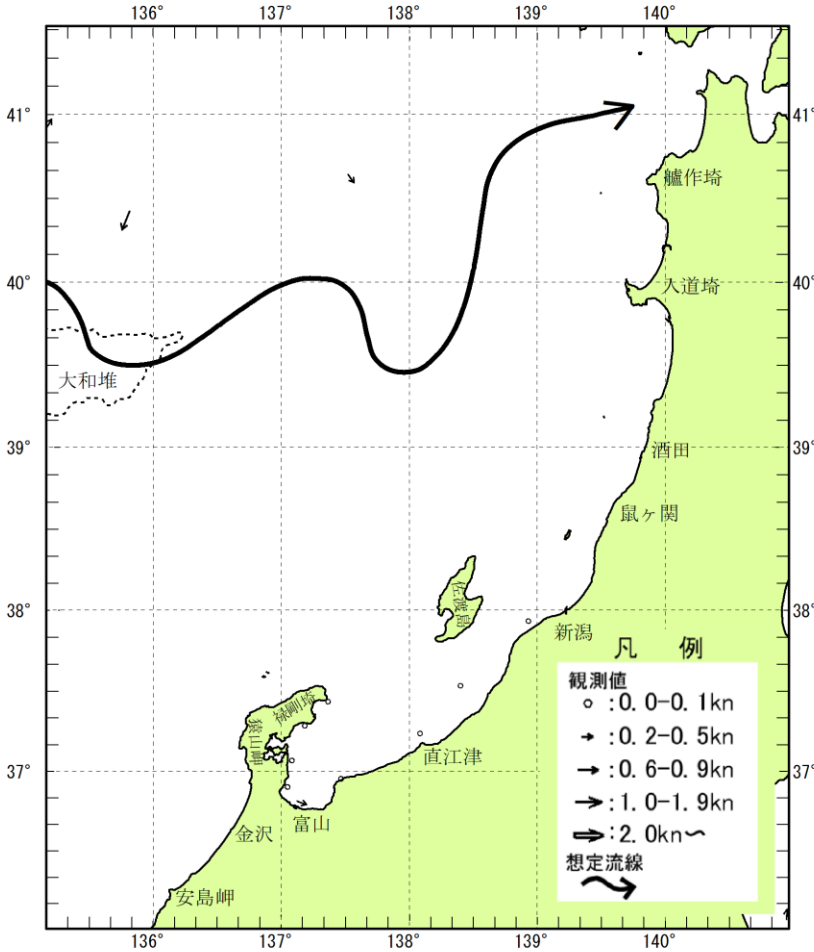 136° 137° 138° 139° 140°
41° 41°
艫作埼
40° 40°
入道埼
大和堆
39° 39°
酒田
鼠ヶ関
佐渡島
38° 38°
新潟
凡 例
観測値
:0.0-0.1kn
:0.2-0.5kn
:0.6-0.9kn
:1.0-1.9kn
:2.0kn〜
想定流線
禄剛埼
猿山岬
37° 37°
直江津
富山
金沢
安島岬
136° 137° 138° 139° 140°